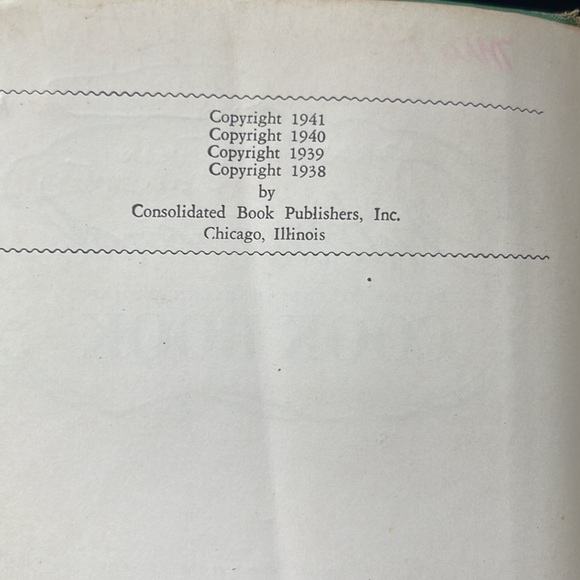 Copyright 1941
Copyright 1940
Copyright 1939
Copyright 1938
by
Consolidated Book Publishers, Inc.
Chicago, Illinois